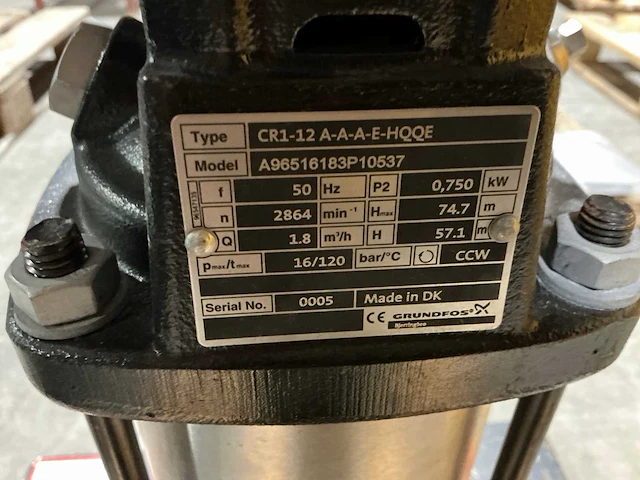 Type CR1-12 A-A-A-E-HQQE
Model A96516183P10537
f 50 Hz P2 0,750 kW
n 2864 min⁻¹ Hmax 74.7 m
Q 1.8 m³/h H 57.1 m
pmax/tmax 16/120 bar/°C CCW
Serial No. 0005 Made in DK
CE GRUNDFOS
Bjerringbro